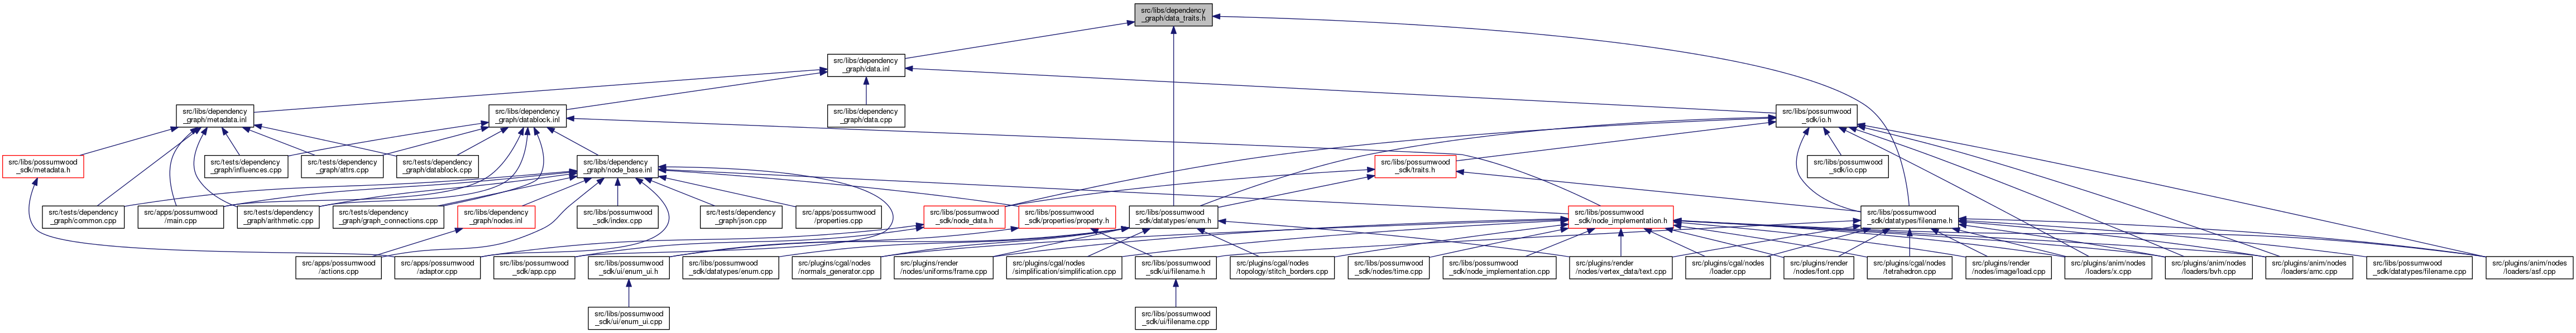 src/libs/dependency
_graph/data_traits.h
src/libs/dependency
_graph/data.inl
src/libs/dependency
_graph/metadata.inl
src/libs/dependency
_graph/datablock.inl
src/libs/dependency
_graph/data.cpp
src/libs/possumwood
_sdk/io.h
src/libs/possumwood
_sdk/metadata.h
src/tests/dependency
_graph/influences.cpp
src/tests/dependency
_graph/attrs.cpp
src/tests/dependency
_graph/datablock.cpp
src/libs/dependency
_graph/node_base.inl
src/libs/possumwood
_sdk/traits.h
src/libs/possumwood
_sdk/io.cpp
src/tests/dependency
_graph/common.cpp
src/apps/possumwood
/main.cpp
src/tests/dependency
_graph/arithmetic.cpp
src/tests/dependency
_graph/graph_connections.cpp
src/libs/dependency
_graph/nodes.inl
src/libs/possumwood
_sdk/index.cpp
src/tests/dependency
_graph/json.cpp
src/apps/possumwood
/properties.cpp
src/libs/possumwood
_sdk/node_data.h
src/libs/possumwood
_sdk/properties/property.h
src/libs/possumwood
_sdk/datatypes/enum.h
src/libs/possumwood
_sdk/node_implementation.h
src/libs/possumwood
_sdk/datatypes/filename.h
src/apps/possumwood
/actions.cpp
src/apps/possumwood
/adaptor.cpp
src/libs/possumwood
_sdk/app.cpp
src/libs/possumwood
_sdk/ui/enum_ui.h
src/libs/possumwood
_sdk/datatypes/enum.cpp
src/plugins/cgal/nodes
/normals_generator.cpp
src/plugins/render
/nodes/uniforms/frame.cpp
src/plugins/cgal/nodes
/simplification/simplification.cpp
src/libs/possumwood
_sdk/ui/filename.h
src/plugins/cgal/nodes
/topology/stitch_borders.cpp
src/libs/possumwood
_sdk/nodes/time.cpp
src/libs/possumwood
_sdk/node_implementation.cpp
src/plugins/render
/nodes/vertex_data/text.cpp
src/plugins/cgal/nodes
/loader.cpp
src/plugins/render
/nodes/font.cpp
src/plugins/cgal/nodes
/tetrahedron.cpp
src/plugins/render
/nodes/image/load.cpp
src/plugins/anim/nodes
/loaders/x.cpp
src/plugins/anim/nodes
/loaders/bvh.cpp
src/plugins/anim/nodes
/loaders/amc.cpp
src/libs/possumwood
_sdk/datatypes/filename.cpp
src/plugins/anim/nodes
/loaders/asf.cpp
src/libs/possumwood
_sdk/ui/enum_ui.cpp
src/libs/possumwood
_sdk/ui/filename.cpp